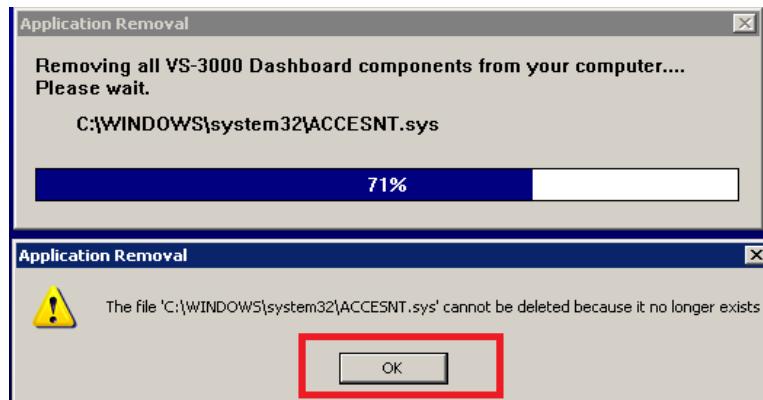 Application Removal
Removing all VS-3000 Dashboard components from your computer....
Please wait.
C:\WINDOWS\system32\ACCESNT.sys
71%
Application Removal
The file 'C:\WINDOWS\system32\ACCESNT.sys' cannot be deleted because it no longer exists
OK